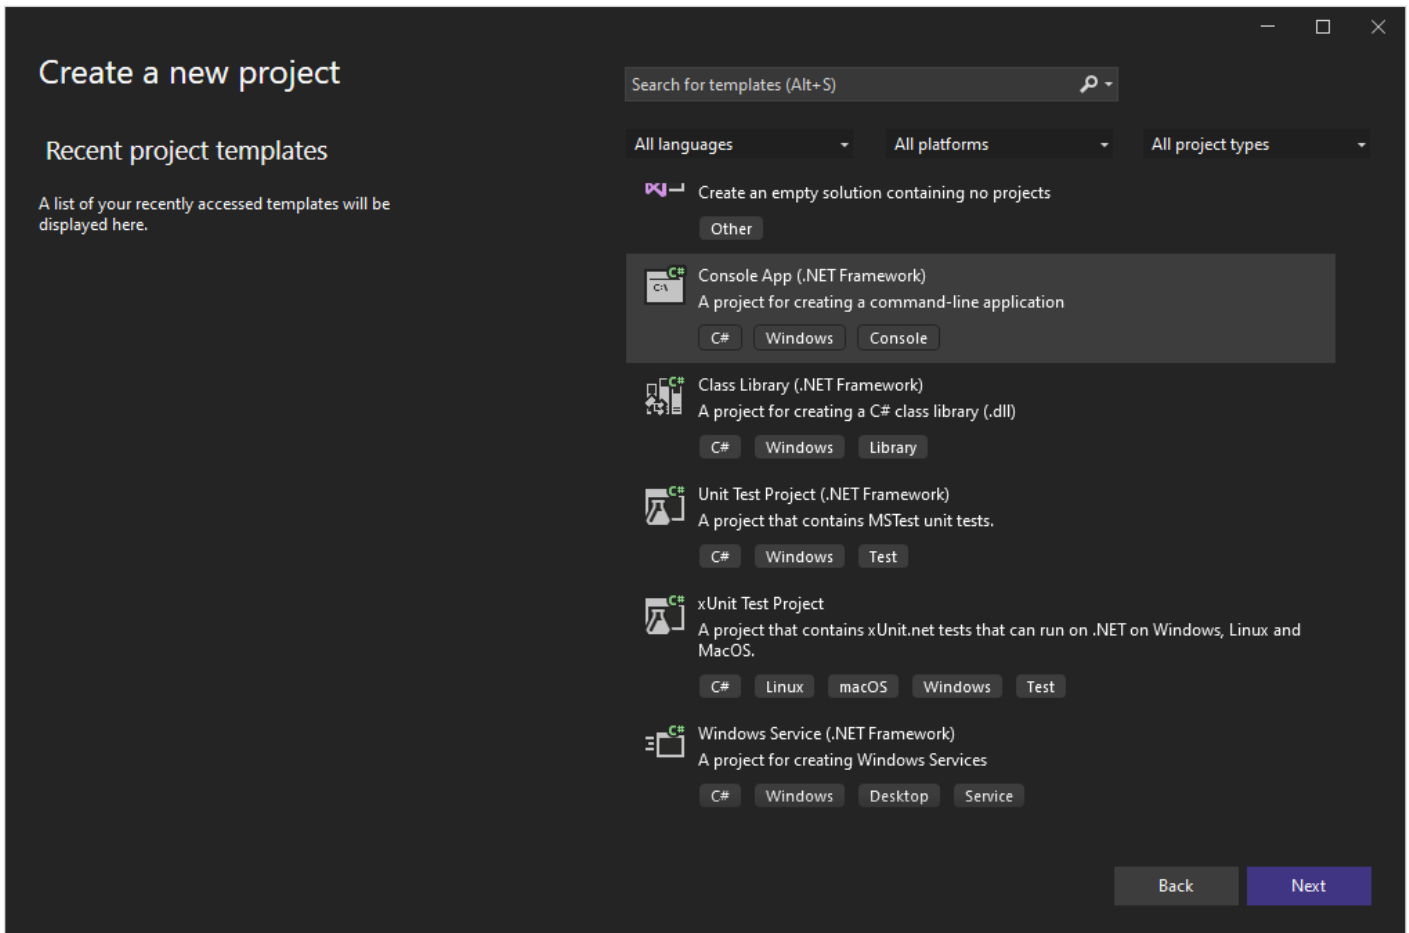 Create a new project
Search for templates (Alt+S)
Recent project templates
All languages
All platforms
All project types
A list of your recently accessed templates will be
displayed here.
Create an empty solution containing no projects
Other
C#
C:\
Console App (.NET Framework)
A project for creating a command-line application
C#
Windows
Console
C#
Class Library (.NET Framework)
A project for creating a C# class library (.dll)
C#
Windows
Library
C#
Unit Test Project (.NET Framework)
A project that contains MSTest unit tests.
C#
Windows
Test
C#
xUnit Test Project
A project that contains xUnit.net tests that can run on .NET on Windows, Linux and
MacOS.
C#
Linux
macOS
Windows
Test
C#
Windows Service (.NET Framework)
A project for creating Windows Services
C#
Windows
Desktop
Service
Back
Next